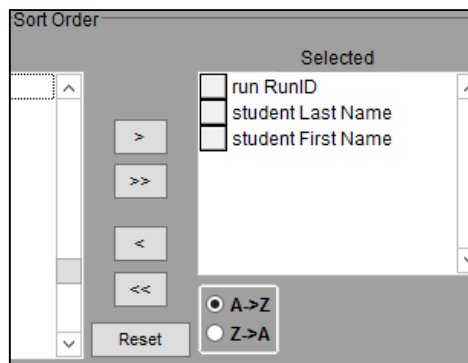 Sort Order
Selected
run RunID
student Last Name
student First Name
>
>>
<
<<
Reset
A->Z
Z->A